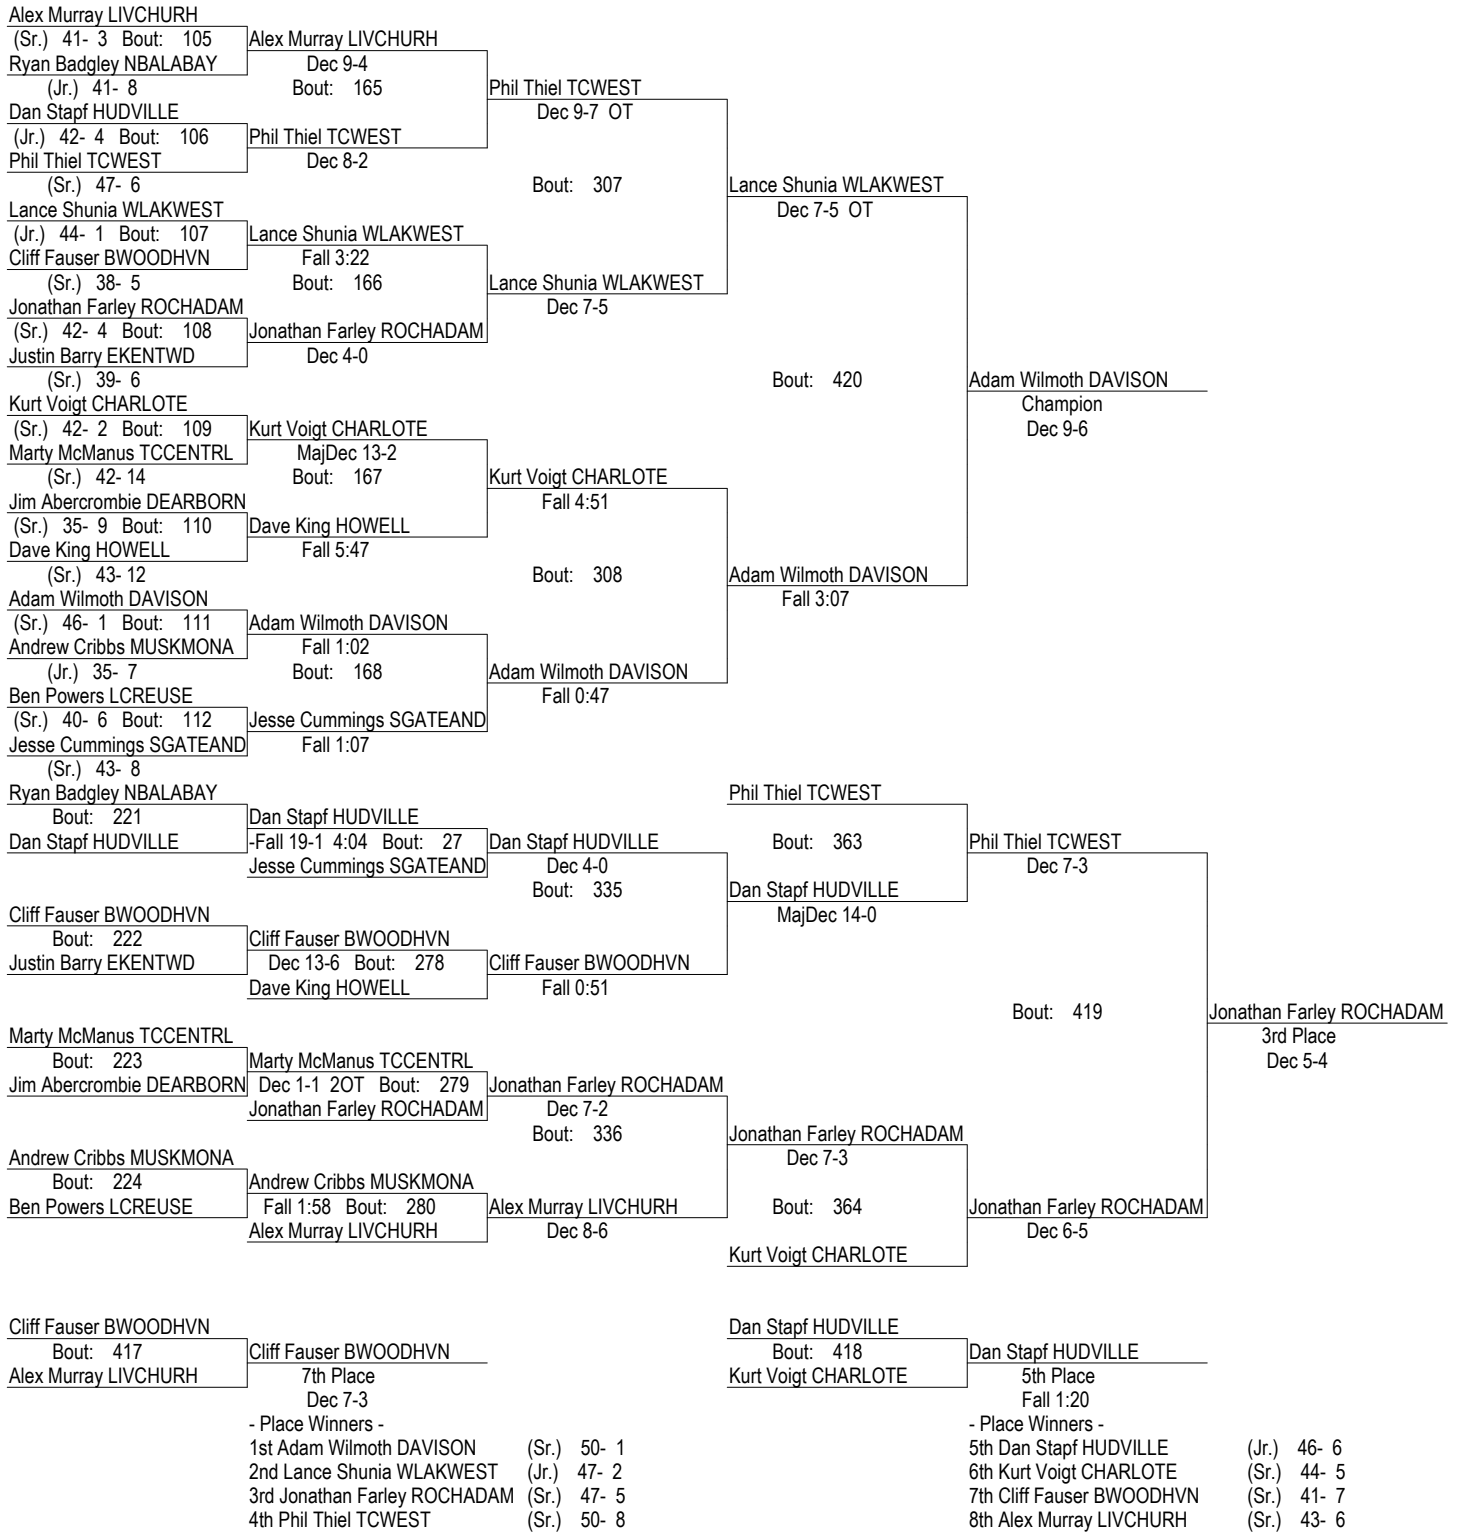 Alex Murray LIVCHURH
(Sr.) 41- 3 Bout: 105 Alex Murray LIVCHURH
Ryan Badgley NBALABAY Dec 9-4
(Jr.) 41- 8 Bout: 165 Phil Thiel TCWEST
Dan Stapf HUDVILLE Dec 9-7 OT
(Jr.) 42- 4 Bout: 106 Phil Thiel TCWEST
Phil Thiel TCWEST Dec 8-2
(Sr.) 47- 6 Bout: 307 Lance Shunia WLAKWEST
Lance Shunia WLAKWEST Dec 7-5 OT
(Jr.) 44- 1 Bout: 107 Lance Shunia WLAKWEST
Cliff Fauser BWOODHVN Fall 3:22
(Sr.) 38- 5 Bout: 166 Lance Shunia WLAKWEST
Jonathan Farley ROCHADAM Dec 7-5
(Sr.) 42- 4 Bout: 108 Jonathan Farley ROCHADAM
Justin Barry EKENTWD Dec 4-0
(Sr.) 39- 6 Bout: 420 Adam Wilmoth DAVISON
Kurt Voigt CHARLOTE Champion
(Sr.) 42- 2 Bout: 109 Kurt Voigt CHARLOTE Dec 9-6
Marty McManus TCCENTRL MajDec 13-2
(Sr.) 42- 14 Bout: 167 Kurt Voigt CHARLOTE
Jim Abercrombie DEARBORN Fall 4:51
(Sr.) 35- 9 Bout: 110 Dave King HOWELL
Dave King HOWELL Fall 5:47
(Sr.) 43- 12 Bout: 308 Adam Wilmoth DAVISON
Adam Wilmoth DAVISON Fall 3:07
(Sr.) 46- 1 Bout: 111 Adam Wilmoth DAVISON
Andrew Cribbs MUSKMONA Fall 1:02
(Jr.) 35- 7 Bout: 168 Adam Wilmoth DAVISON
Ben Powers LCREUSE Fall 0:47
(Sr.) 40- 6 Bout: 112 Jesse Cummings SGATEAND
Jesse Cummings SGATEAND Fall 1:07
(Sr.) 43- 8
Ryan Badgley NBALABAY Phil Thiel TCWEST
Bout: 221 Dan Stapf HUDVILLE
Dan Stapf HUDVILLE -Fall 19-1 4:04 Bout: 27 Dan Stapf HUDVILLE Bout: 363 Phil Thiel TCWEST
Jesse Cummings SGATEAND Dec 4-0 Dec 7-3
Bout: 335 Dan Stapf HUDVILLE
Cliff Fauser BWOODHVN MajDec 14-0
Bout: 222 Cliff Fauser BWOODHVN
Justin Barry EKENTWD Dec 13-6 Bout: 278 Cliff Fauser BWOODHVN
Dave King HOWELL Fall 0:51
Bout: 419 Jonathan Farley ROCHADAM
Marty McManus TCCENTRL 3rd Place
Bout: 223 Marty McManus TCCENTRL Dec 5-4
Jim Abercrombie DEARBORN Dec 1-1 2OT Bout: 279 Jonathan Farley ROCHADAM
Jonathan Farley ROCHADAM Dec 7-2
Bout: 336 Jonathan Farley ROCHADAM
Andrew Cribbs MUSKMONA Dec 7-3
Bout: 224 Andrew Cribbs MUSKMONA
Ben Powers LCREUSE Fall 1:58 Bout: 280 Alex Murray LIVCHURH Bout: 364 Jonathan Farley ROCHADAM
Alex Murray LIVCHURH Dec 8-6 Dec 6-5
Kurt Voigt CHARLOTE
Cliff Fauser BWOODHVN Dan Stapf HUDVILLE
Bout: 417 Cliff Fauser BWOODHVN Bout: 418 Dan Stapf HUDVILLE
Alex Murray LIVCHURH 7th Place Kurt Voigt CHARLOTE 5th Place
Dec 7-3 Fall 1:20
- Place Winners - - Place Winners -
1st Adam Wilmoth DAVISON (Sr.) 50- 1 5th Dan Stapf HUDVILLE (Jr.) 46- 6
2nd Lance Shunia WLAKWEST (Jr.) 47- 2 6th Kurt Voigt CHARLOTE (Sr.) 44- 5
3rd Jonathan Farley ROCHADAM (Sr.) 47- 5 7th Cliff Fauser BWOODHVN (Sr.) 41- 7
4th Phil Thiel TCWEST (Sr.) 50- 8 8th Alex Murray LIVCHURH (Sr.) 43- 6